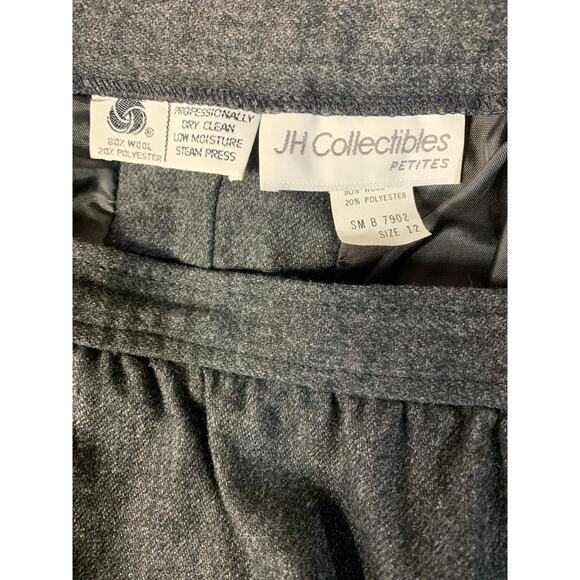 ®
80% WOOL
20% POLYESTER
PROFESSIONALLY
DRY CLEAN
LOW MOISTURE
STEAM PRESS
JH Collectibles
PETITES
80% WOOL
20% POLYESTER
SM B 7902
SIZE 12